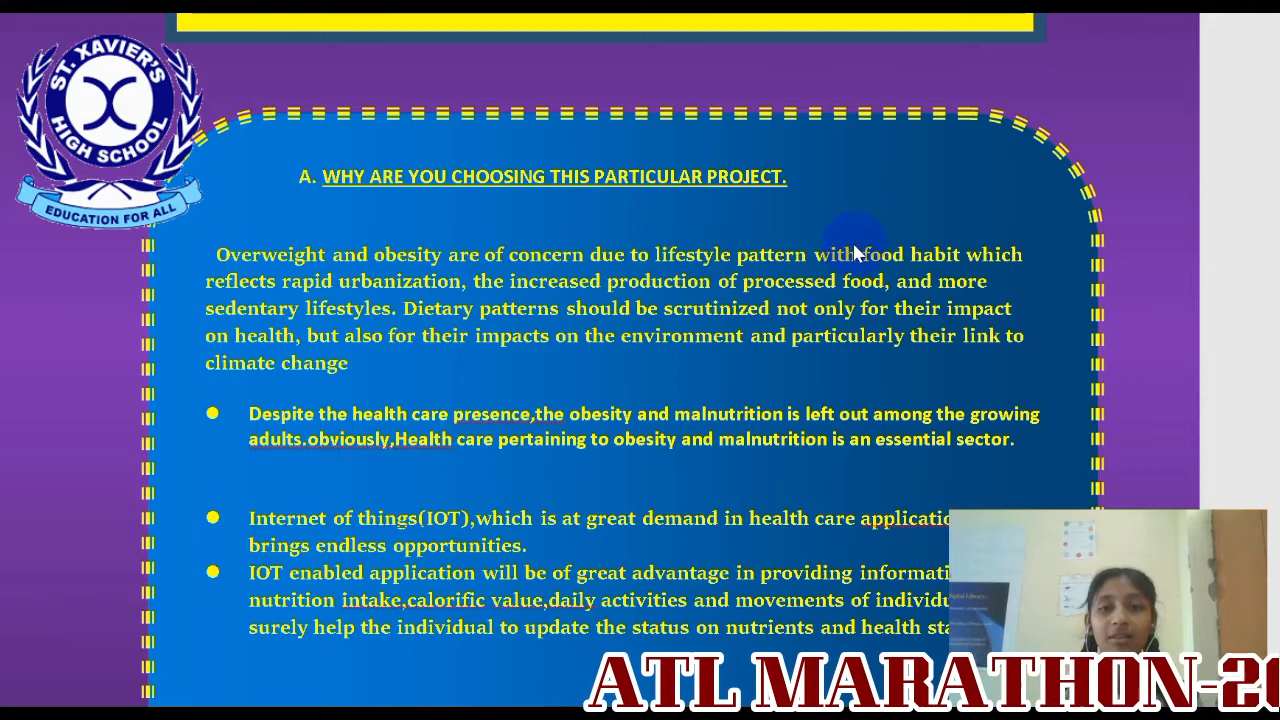 ST. XAVIER'S
HIGH SCHOOL
EDUCATION FOR ALL
A. WHY ARE YOU CHOOSING THIS PARTICULAR PROJECT.
Overweight and obesity are of concern due to lifestyle pattern with food habit which
reflects rapid urbanization, the increased production of processed food, and more
sedentary lifestyles. Dietary patterns should be scrutinized not only for their impact
on health, but also for their impacts on the environment and particularly their link to
climate change
Despite the health care presence,the obesity and malnutrition is left out among the growing
adults.obviously,Health care pertaining to obesity and malnutrition is an essential sector.
Internet of things(IOT),which is at great demand in health care
brings endless opportunities.
IOT enabled application will be of great advantage in providing
nutrition intake,calorific value,daily activities and movements of
surely help the individual to update the status on nutrients and health
ATL MARATHON-20